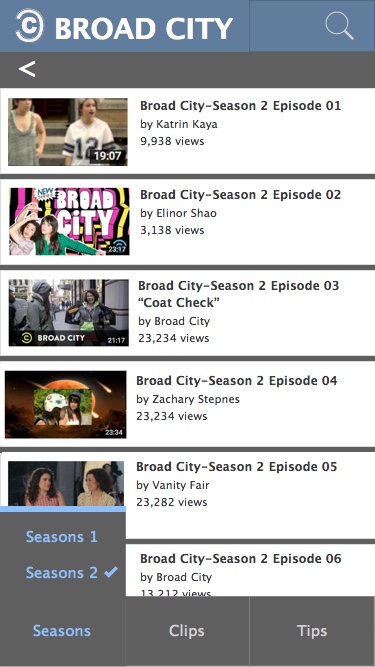 BROAD CITY
<
19:07
Broad City-Season 2 Episode 01
by Katrin Kaya
9,938 views
NEW
BROAD
CITY
23:17
Broad City-Season 2 Episode 02
by Elinor Shao
3,138 views
BROAD CITY
21:17
Broad City-Season 2 Episode 03
“Coat Check”
by Broad City
23,234 views
23:34
Broad City-Season 2 Episode 04
by Zachary Stepnes
23,234 views
Broad City-Season 2 Episode 05
by Vanity Fair
23,282 views
Broad City-Season 2 Episode 06
by Broad City
13,212 views
Seasons 1
Seasons 2 ✔
Seasons
Clips
Tips